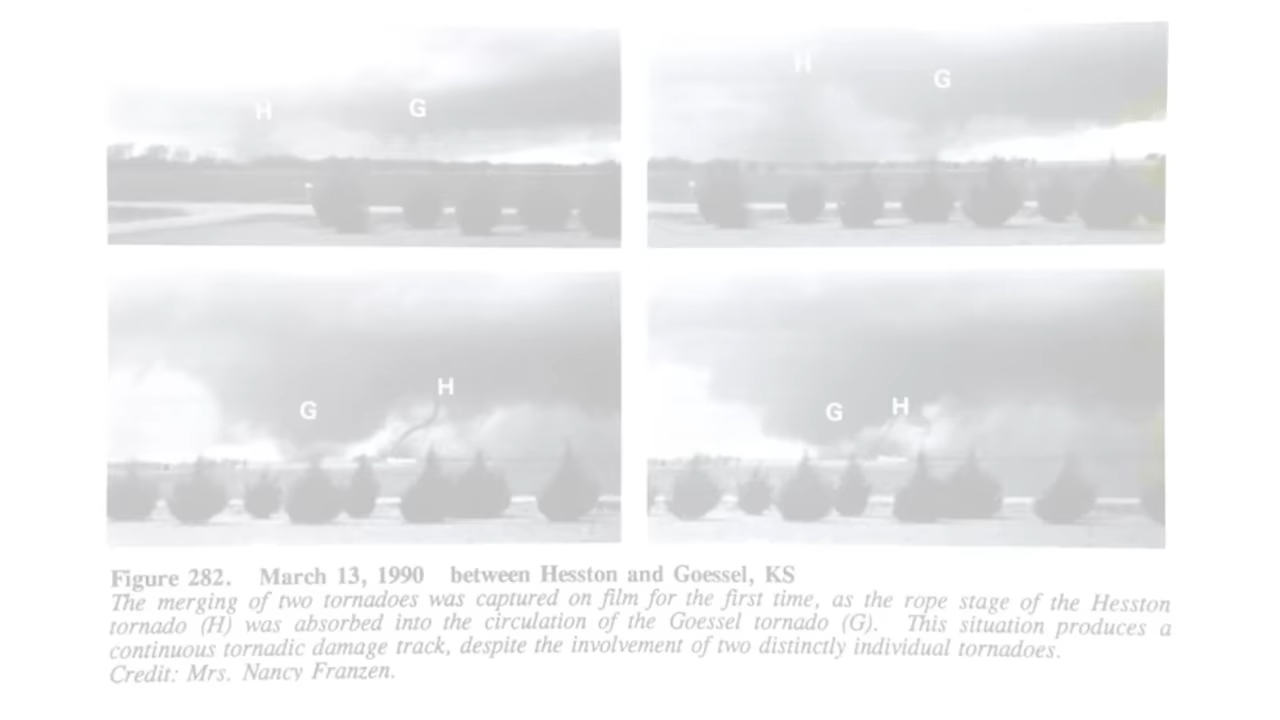 H G
H G
G H
G H
Figure 282. March 13, 1990 between Hesston and Goessel, KS
The merging of two tornadoes was captured on film for the first time, as the rope stage of the Hesston
tornado (H) was absorbed into the circulation of the Goessel tornado (G). This situation produces a
continuous tornadic damage track, despite the involvement of two distinctly individual tornadoes.
Credit: Mrs. Nancy Franzen.